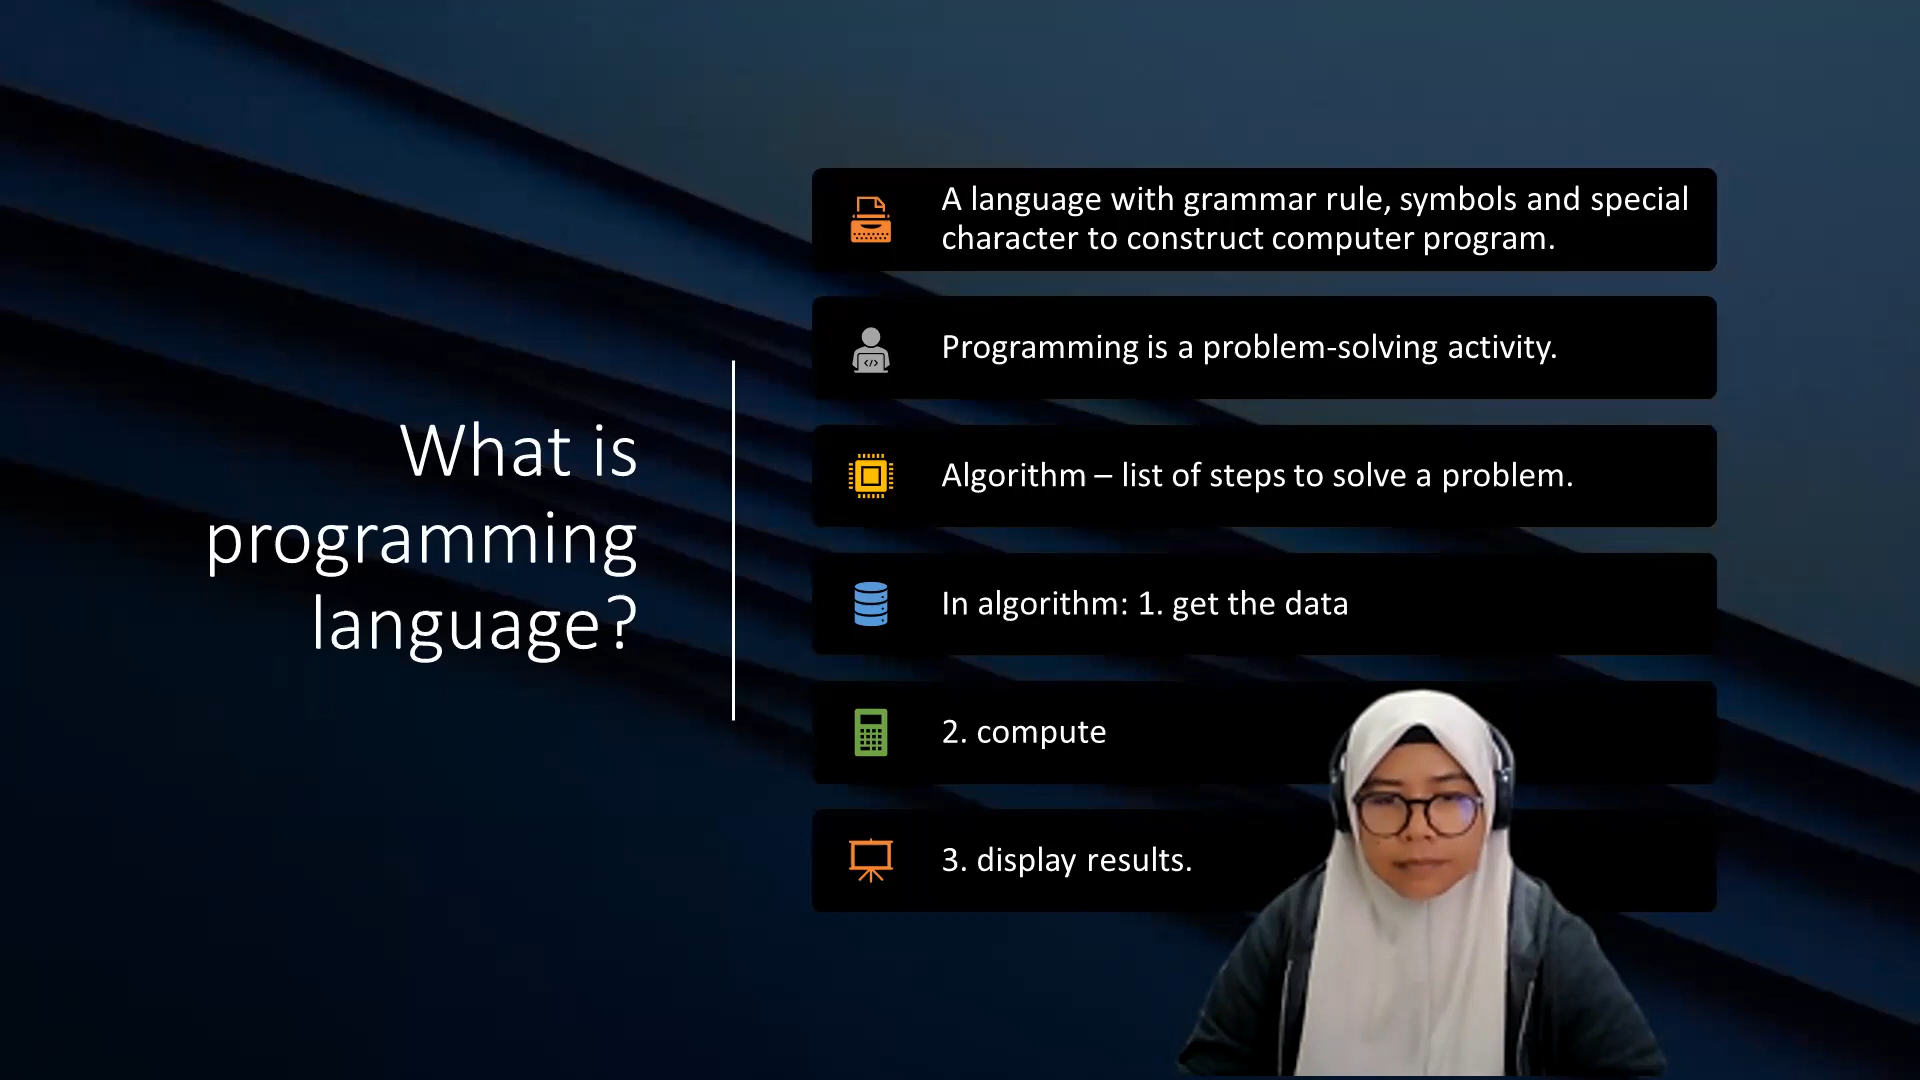 What is
programming
language?
A language with grammar rule, symbols and special
character to construct computer program.
Programming is a problem-solving activity.
Algorithm – list of steps to solve a problem.
In algorithm: 1. get the data
2. compute
3. display results.